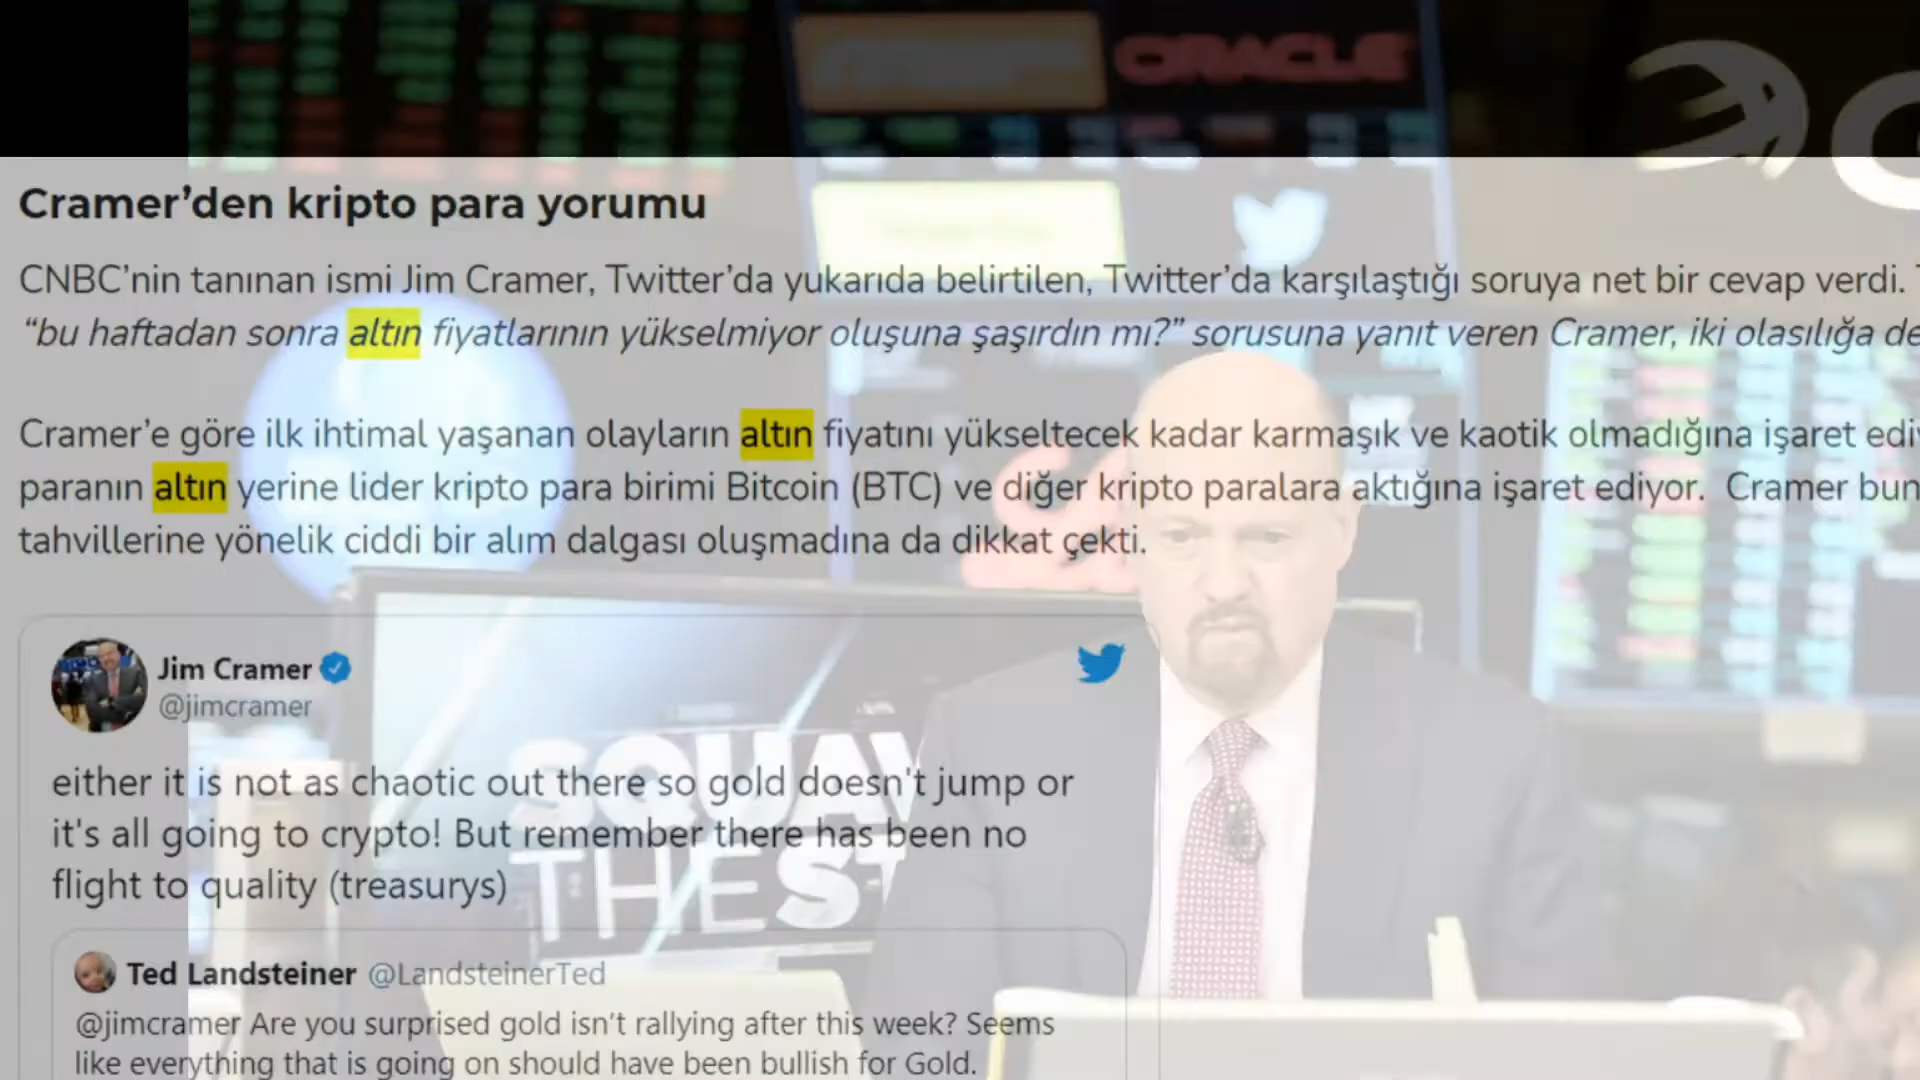 ORACLE
Cramer’den kripto para yorumu
CNBC’nin tanınan ismi Jim Cramer, Twitter’da yukarıda belirtilen, Twitter’da karşılaştığı soruya net bir cevap verdi.
“bu haftadan sonra altın fiyatlarının yükselmiyor oluşuna şaşırdın mı?” sorusuna yanıt veren Cramer, iki olasılığa de
Cramer’e göre ilk ihtimal yaşanan olayların altın fiyatını yükseltecek kadar karmaşık ve kaotik olmadığına işaret edi
paranın altın yerine lider kripto para birimi Bitcoin (BTC) ve diğer kripto paralara aktığına işaret ediyor. Cramer bun
tahvillerine yönelik ciddi bir alım dalgası oluşmadına da dikkat çekti.
Jim Cramer
@jimcramer
either it is not as chaotic out there so gold doesn't jump or
it's all going to crypto! But remember there has been no
flight to quality (treasurys)
SQUAW
THE ST
Ted Landsteiner @LandsteinerTed
@jimcramer Are you surprised gold isn't rallying after this week? Seems
like everything that is going on should have been bullish for Gold.